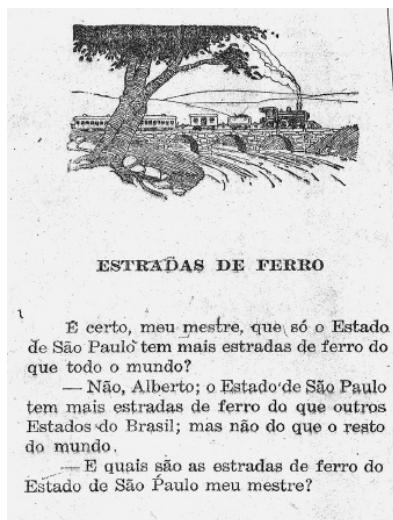 ESTRADAS DE FERRO
É certo, meu mestre, que só o Estado
de São Paulo tem mais estradas de ferro do
que todo o mundo?
— Não, Alberto; o Estado de São Paulo
tem mais estradas de ferro do que outros
Estados do Brasil; mas não do que o resto
do mundo.
— E quais são as estradas de ferro do
Estado de São Paulo meu mestre?